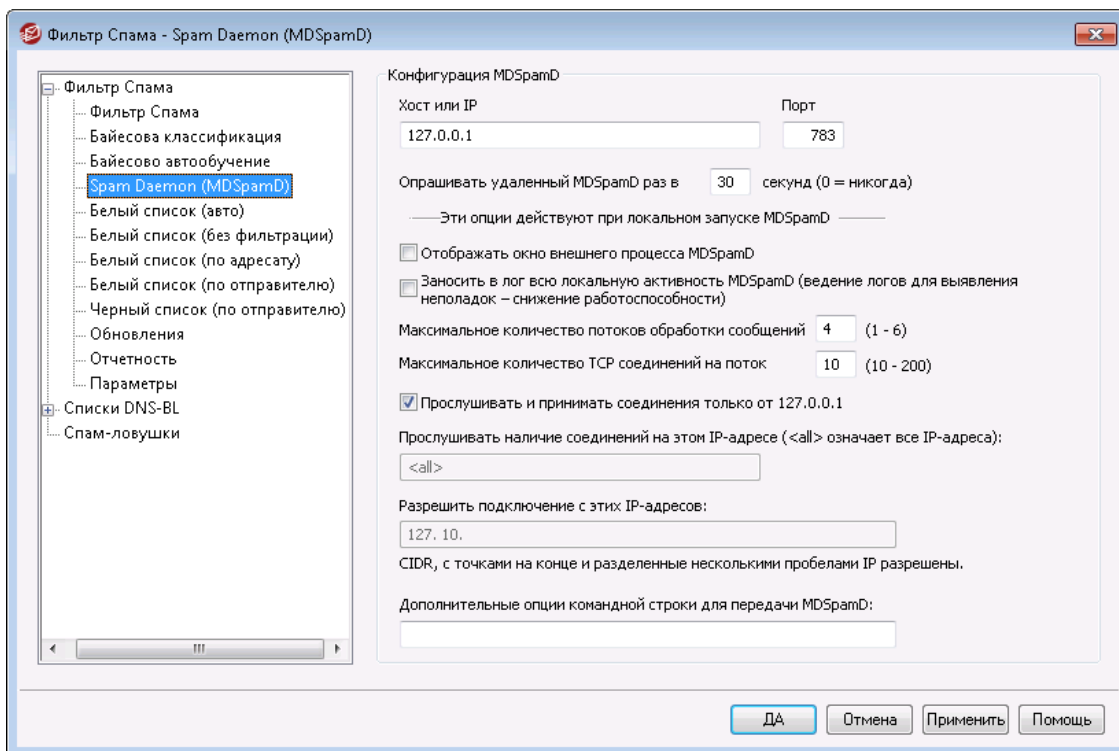 Фильтр Спама - Spam Daemon (MDSpamD)
Фильтр Спама
Фильтр Спама
Байесова классификация
Байесово автообучение
Spam Daemon (MDSpamD)
Белый список (авто)
Белый список (без фильтрации)
Белый список (по адресату)
Белый список (по отправителю)
Черный список (по отправителю)
Обновления
Отчетность
Параметры
Списки DNS-BL
Спам-ловушки
Конфигурация MDSpamD
Хост или IP Порт
127.0.0.1 783
Опрашивать удаленный MDSpamD раз в 30 секунд (0 = никогда)
Эти опции действуют при локальном запуске MDSpamD
Отображать окно внешнего процесса MDSpamD
Заносить в лог всю локальную активность MDSpamD (ведение логов для выявления
неполадок – снижение работоспособности)
Максимальное количество потоков обработки сообщений 4 (1 - 6)
Максимальное количество TCP соединений на поток 10 (10 - 200)
Прослушивать и принимать соединения только от 127.0.0.1
Прослушивать наличие соединений на этом IP-адресе (<all> означает все IP-адреса):
<all>
Разрешить подключение с этих IP-адресов:
127. 10.
CIDR, с точками на конце и разделенные несколькими пробелами IP разрешены.
Дополнительные опции командной строки для передачи MDSpamD:
ДА Отмена Применить Помощь